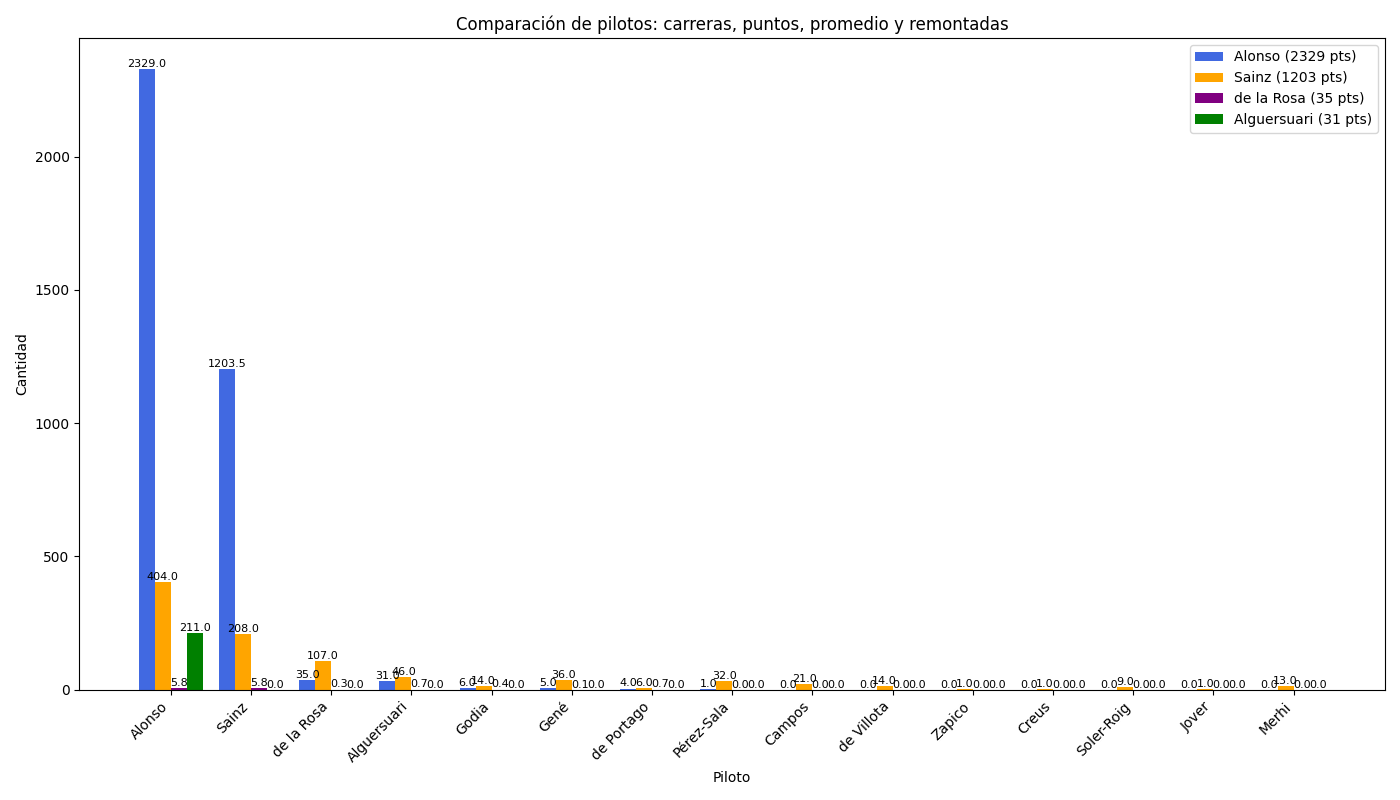 Comparación de pilotos: carreras, puntos, promedio y remontadas
Alonso (2329 pts)
Sainz (1203 pts)
de la Rosa (35 pts)
Alguersuari (31 pts)
Cantidad
2000
1500
1000
500
0
2329.0
404.0
5.8
211.0
1203.5
208.0
5.8
0.0
35.0
107.0
0.3
0.0
31.0
46.0
0.7
0.0
6.0
14.0
0.4
0.0
5.0
36.0
0.1
0.0
4.0
6.0
0.7
0.0
1.0
32.0
0.0
0.0
0.0
21.0
0.0
0.0
0.0
14.0
0.0
0.0
0.0
1.0
0.0
0.0
0.0
1.0
0.0
0.0
0.0
9.0
0.0
0.0
0.0
1.0
0.0
0.0
0.0
13.0
0.0
0.0
Alonso
Sainz
de la Rosa
Alguersuari
Godia
Gené
de Portago
Pérez-Sala
Campos
de Villota
Zapico
Creus
Soler-Roig
Jover
Merhi
Piloto